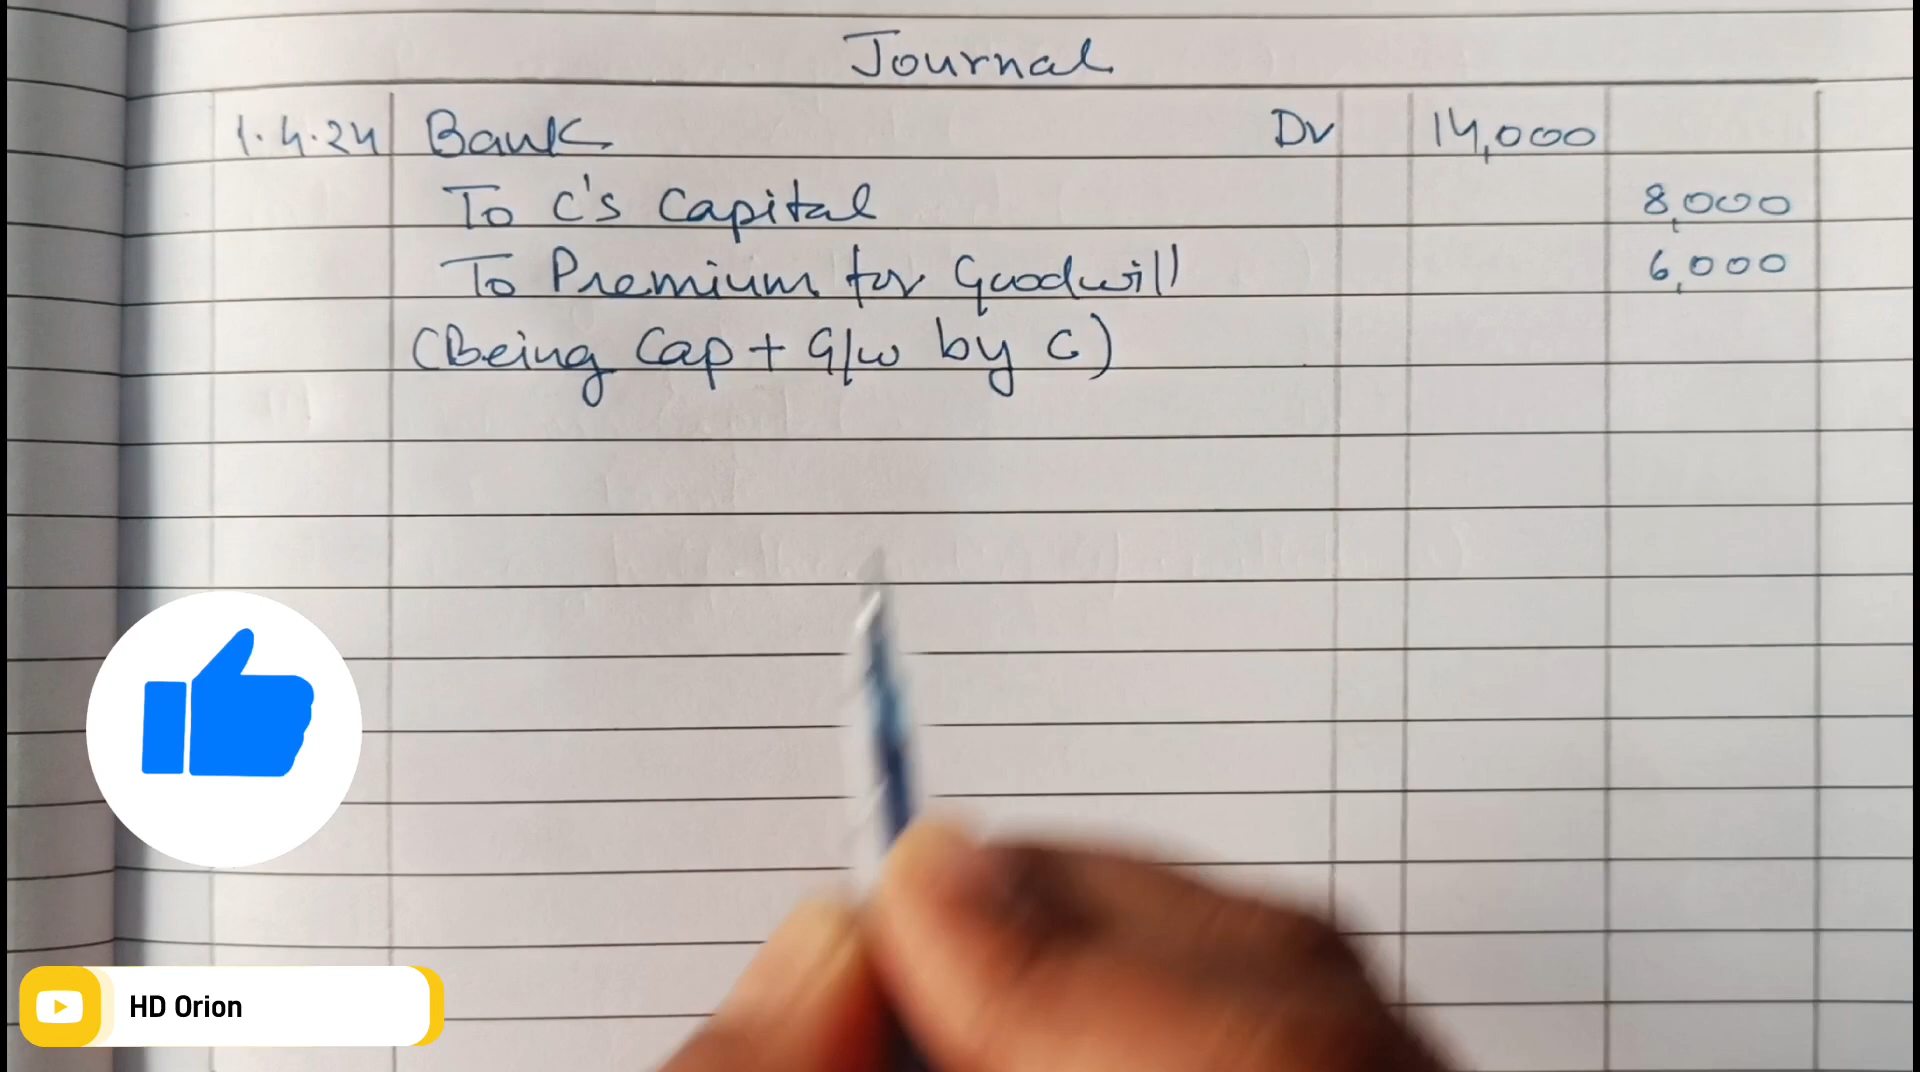 Journal
1.4.24 Bank Dr 14,000
To C's Capital 8,000
To Premium for Goodwill 6,000
(Being Cap + G/w by C)
HD Orion